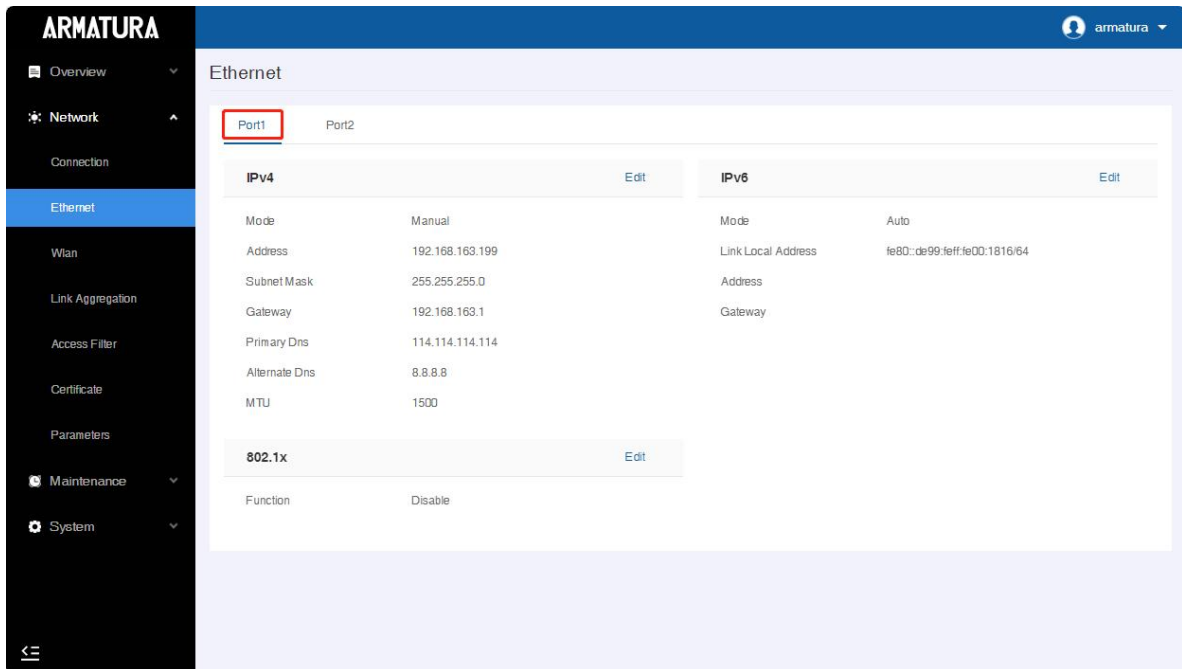 ARMATURA
armatura
Overview
Network
Connection
Ethernet
Wlan
Link Aggregation
Access Filter
Certificate
Parameters
Maintenance
System
Ethernet
Port1 Port2
IPv4 Edit
Mode Manual
Address 192.168.163.199
Subnet Mask 255.255.255.0
Gateway 192.168.163.1
Primary Dns 114.114.114.114
Alternate Dns 8.8.8.8
MTU 1500
802.1x Edit
Function Disable
IPv6 Edit
Mode Auto
Link Local Address fe80::de99:feff:fe00:1816/64
Address
Gateway